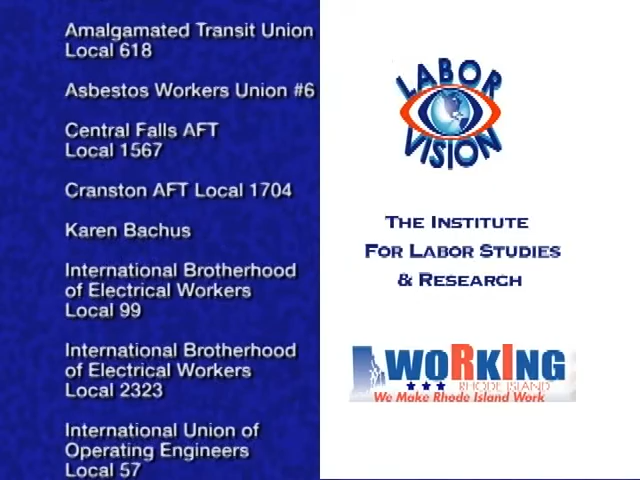 Amalgamated Transit Union
Local 618
Asbestos Workers Union #6
Central Falls AFT
Local 1567
Cranston AFT Local 1704
Karen Bachus
International Brotherhood
of Electrical Workers
Local 99
International Brotherhood
of Electrical Workers
Local 2323
International Union of
Operating Engineers
Local 57
LABOR
VISION
THE INSTITUTE
FOR LABOR STUDIES
& RESEARCH
WORKING
RHODE ISLAND
We Make Rhode Island Work